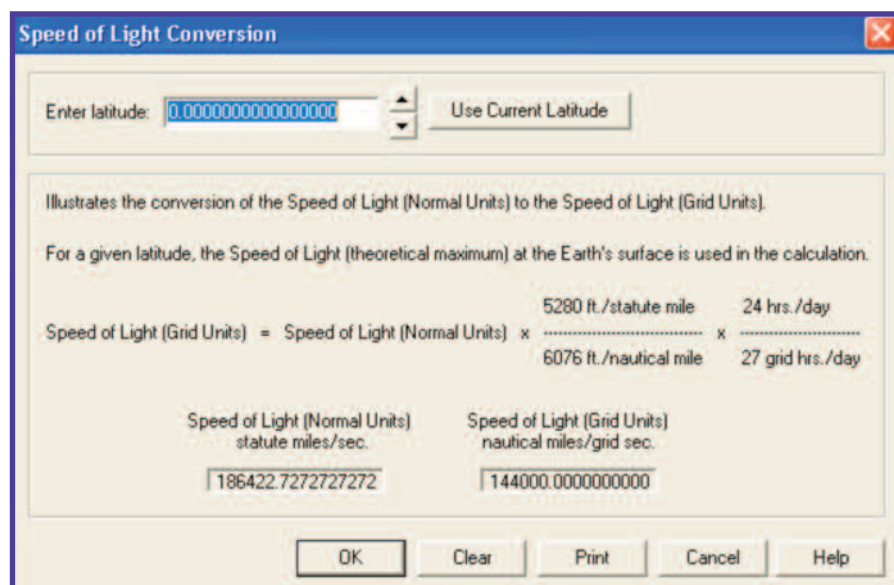 Speed of Light Conversion
Enter latitude: 0.0000000000000000 Use Current Latitude
Illustrates the conversion of the Speed of Light (Normal Units) to the Speed of Light (Grid Units).
For a given latitude, the Speed of Light (theoretical maximum) at the Earth's surface is used in the calculation.
5280 ft./statute mile 24 hrs./day
Speed of Light (Grid Units) = Speed of Light (Normal Units) x ---------- x ----------
6076 ft./nautical mile 27 grid hrs./day
Speed of Light (Normal Units) Speed of Light (Grid Units)
statute miles/sec. nautical miles/grid sec.
186422.7272727272 144000.0000000000
OK Clear Print Cancel Help